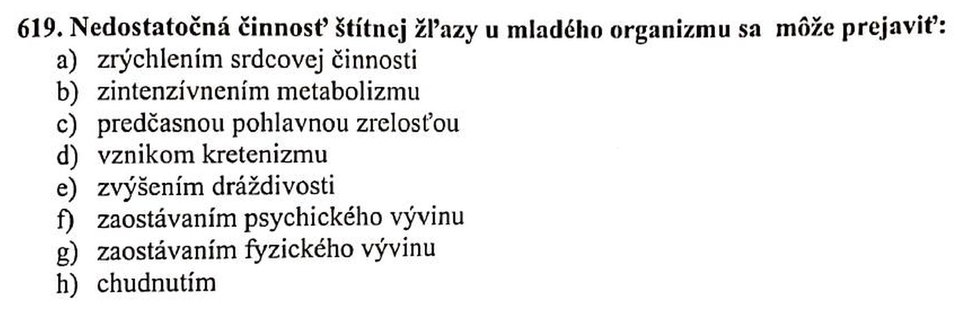 619. Nedostatočná činnosť štítnej žľazy u mladého organizmu sa môže prejaviť:
a) zrýchlením srdcovej činnosti
b) zintenzívnením metabolizmu
c) predčasnou pohlavnou zrelosťou
d) vznikom kretenizmu
e) zvýšením dráždivosti
f) zaostávaním psychického vývinu
g) zaostávaním fyzického vývinu
h) chudnutím